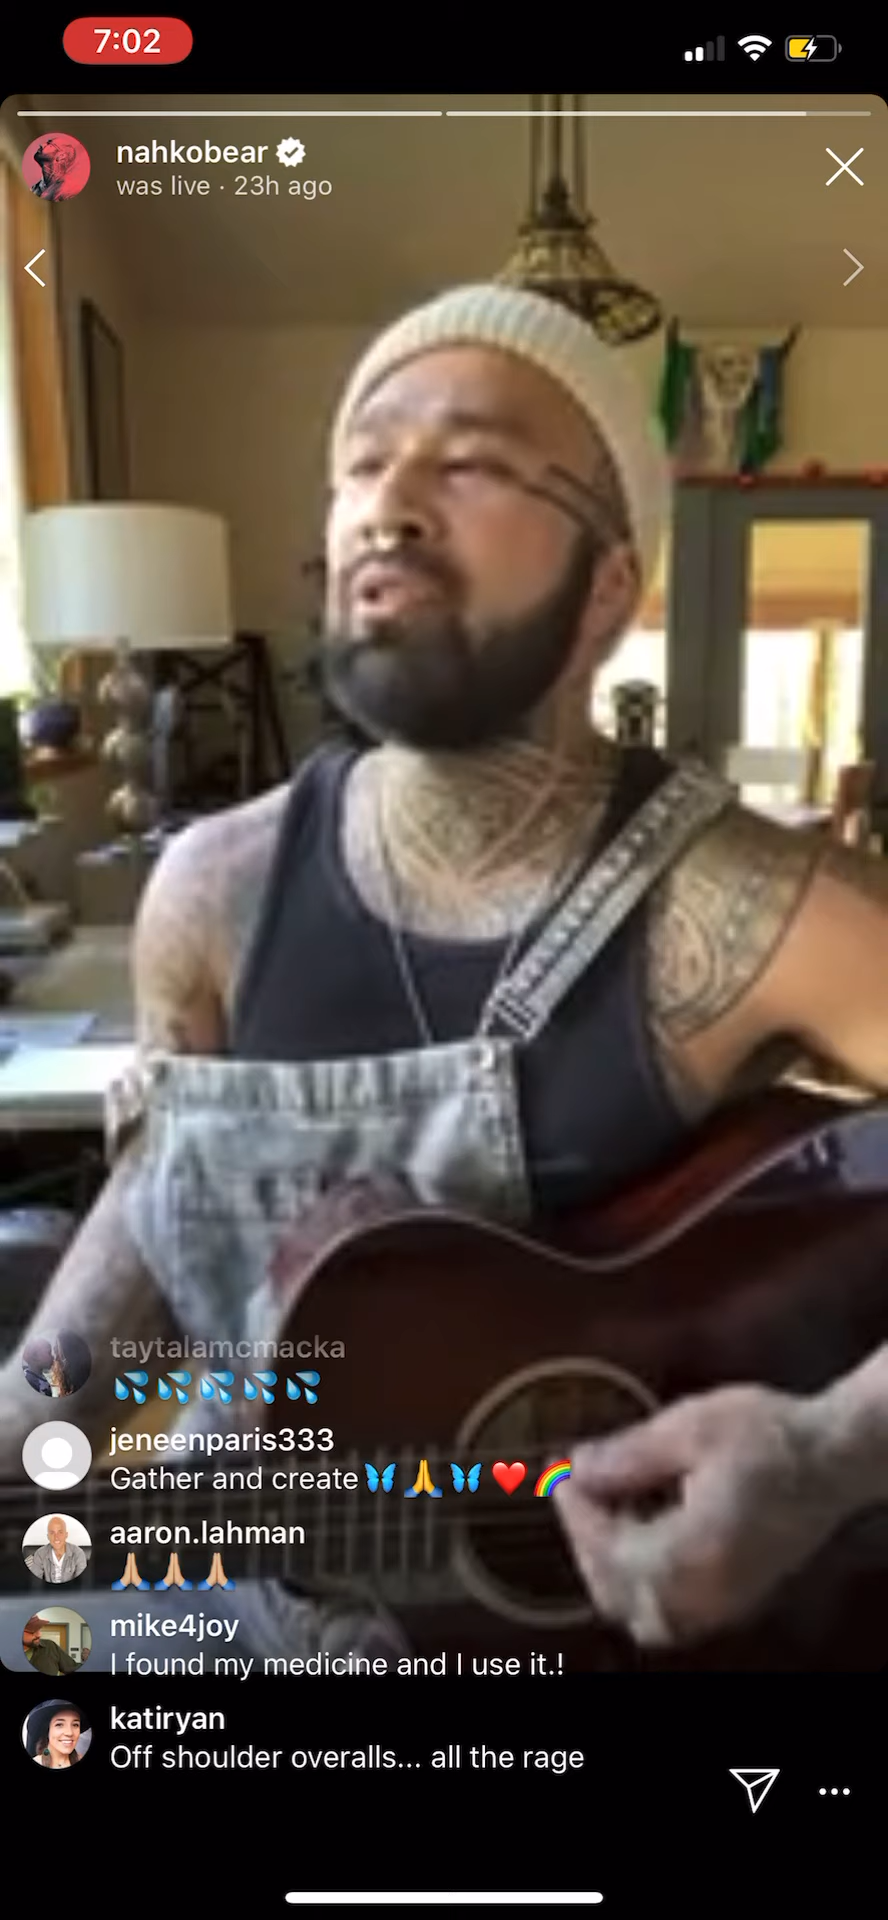 7:02
nahkobear
was live · 23h ago
taytalamcmacka
💦💦💦💦💦
jeneenparis333
Gather and create🦋🙏🦋❤️🌈
aaron.lahman
🙏🏼🙏🏼🙏🏼
mike4joy
I found my medicine and I use it.!
katiryan
Off shoulder overalls... all the rage